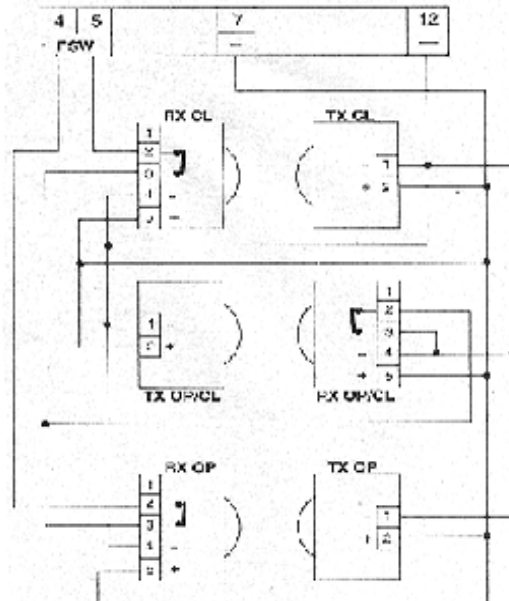 4 5 7 12
RX CL TX CL
1
2 1
3 2
4 -
5 -
1
2
1 3
2 + - 4
+ 5
TX OP/CL RX OP/CL
RX OP TX OP
1
2 1
3 2
4 -
5 +